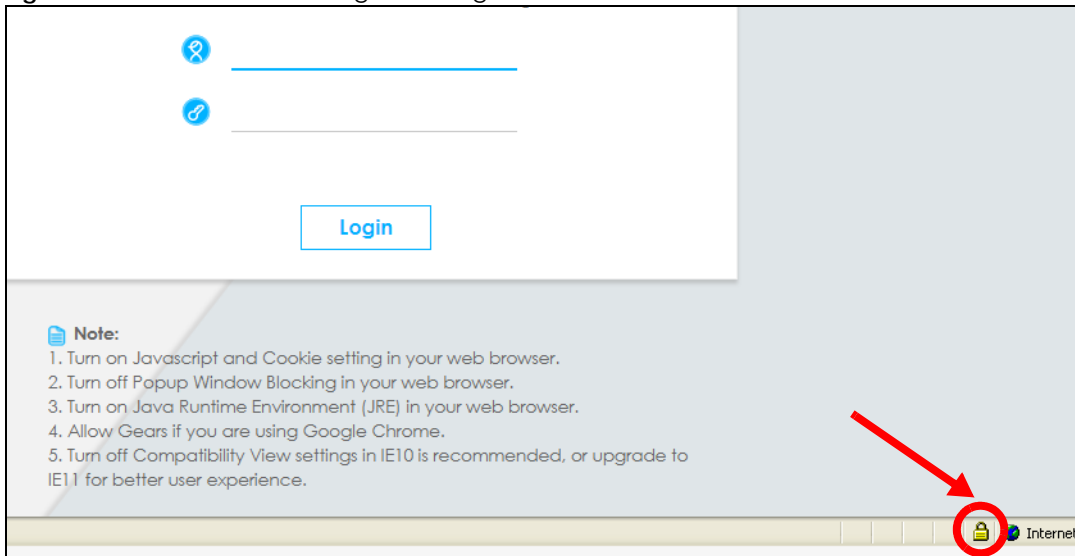 Login
Note:
1. Turn on Javascript and Cookie setting in your web browser.
2. Turn off Popup Window Blocking in your web browser.
3. Turn on Java Runtime Environment (JRE) in your web browser.
4. Allow Gears if you are using Google Chrome.
5. Turn off Compatibility View settings in IE10 is recommended, or upgrade to
IE11 for better user experience.
Internet